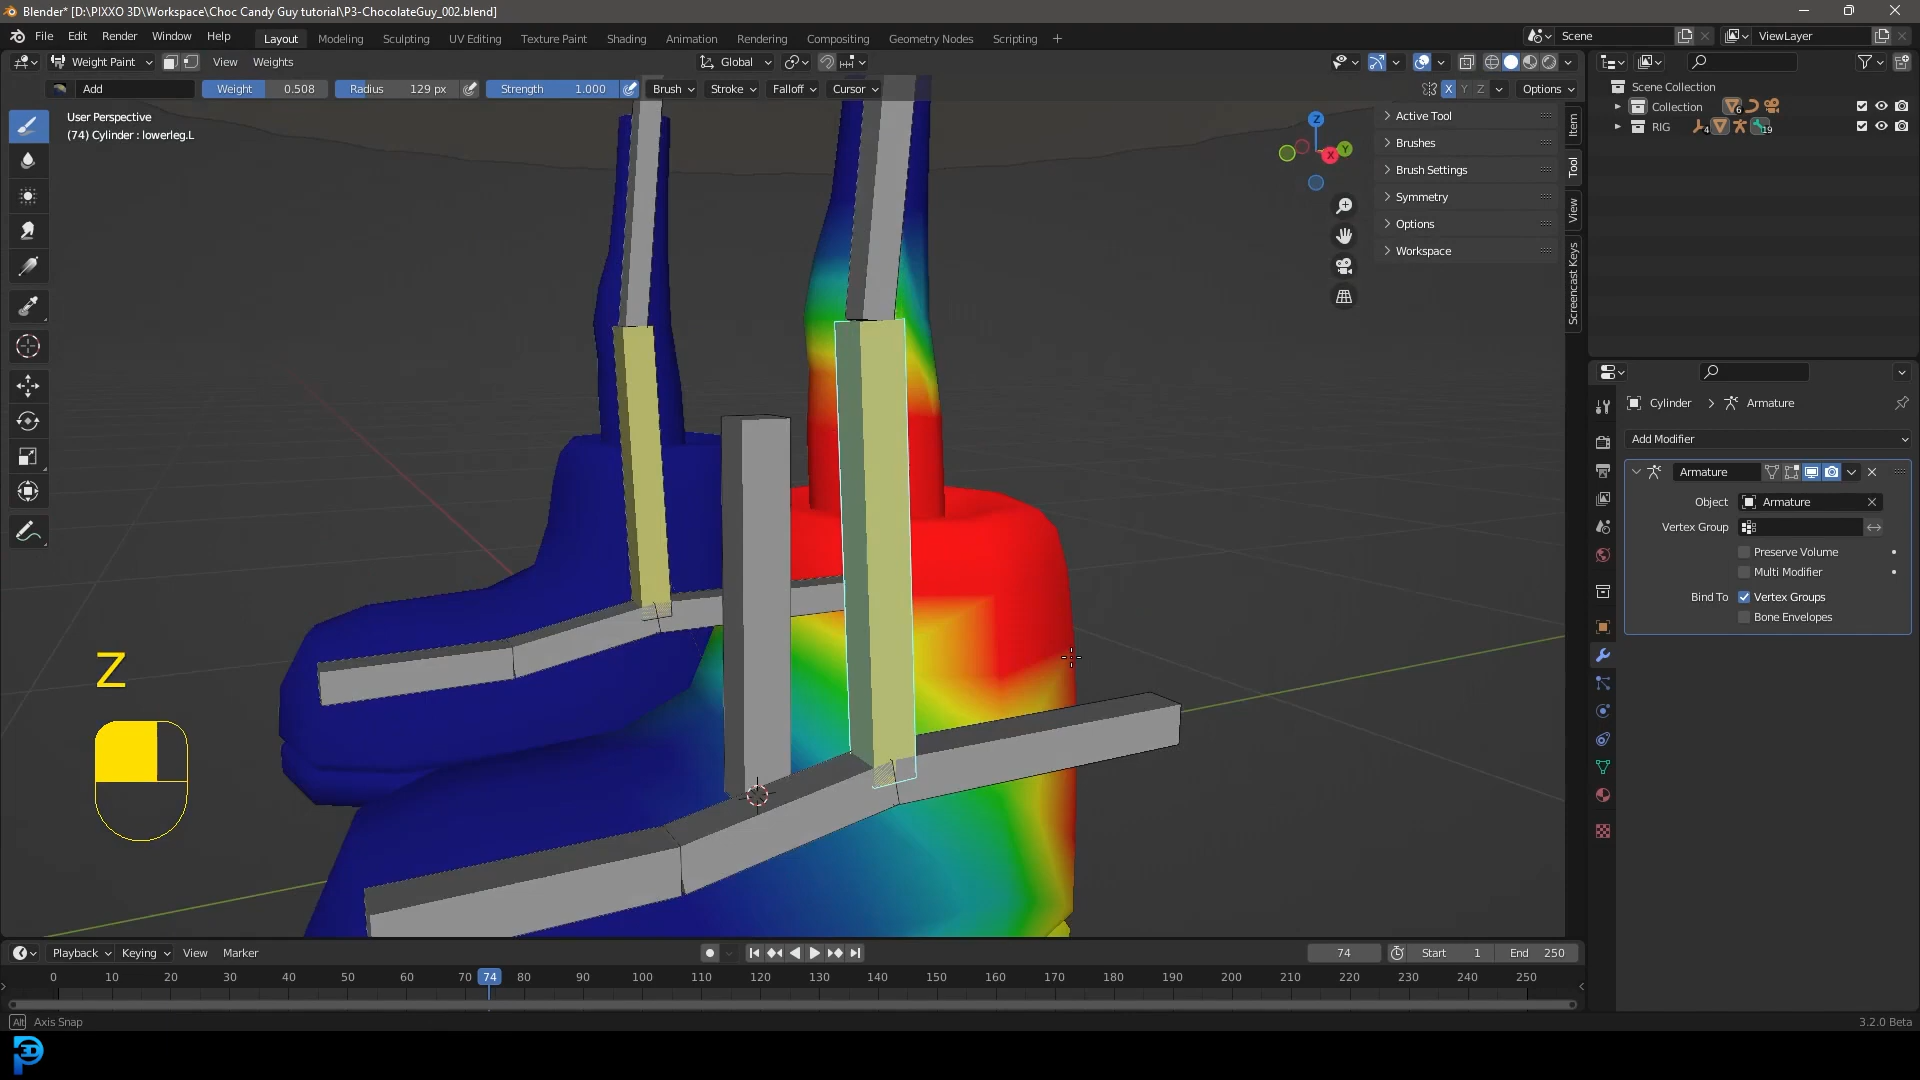 Blender* [D:\PIXXO 3D\Workspace\Choc Candy Guy tutorial\P3-ChocolateGuy_002.blend]
File Edit Render Window Help Layout Modeling Sculpting UV Editing Texture Paint Shading Animation Rendering Compositing Geometry Nodes Scripting + Scene ViewLayer
Weight Paint View Weights Global
Add Weight 0.508 Radius 129 px Strength 1.000 Brush Stroke Falloff Cursor X Y Z Options
User Perspective
(74) Cylinder : lowerleg.L
Z
X
Y
Active Tool
Brushes
Brush Settings
Symmetry
Options
Workspace
Item
Tool
View
Screencast Keys
Scene Collection
Collection 6
RIG 4 19
Cylinder > Armature
Add Modifier
Armature
Object Armature
Vertex Group
Preserve Volume
Multi Modifier
Bind To Vertex Groups
Bone Envelopes
Z
Playback Keying View Marker 74 Start 1 End 250
0 10 20 30 40 50 60 70 74 80 90 100 110 120 130 140 150 160 170 180 190 200 210 220 230 240 250
Alt Axis Snap 3.2.0 Beta
3D